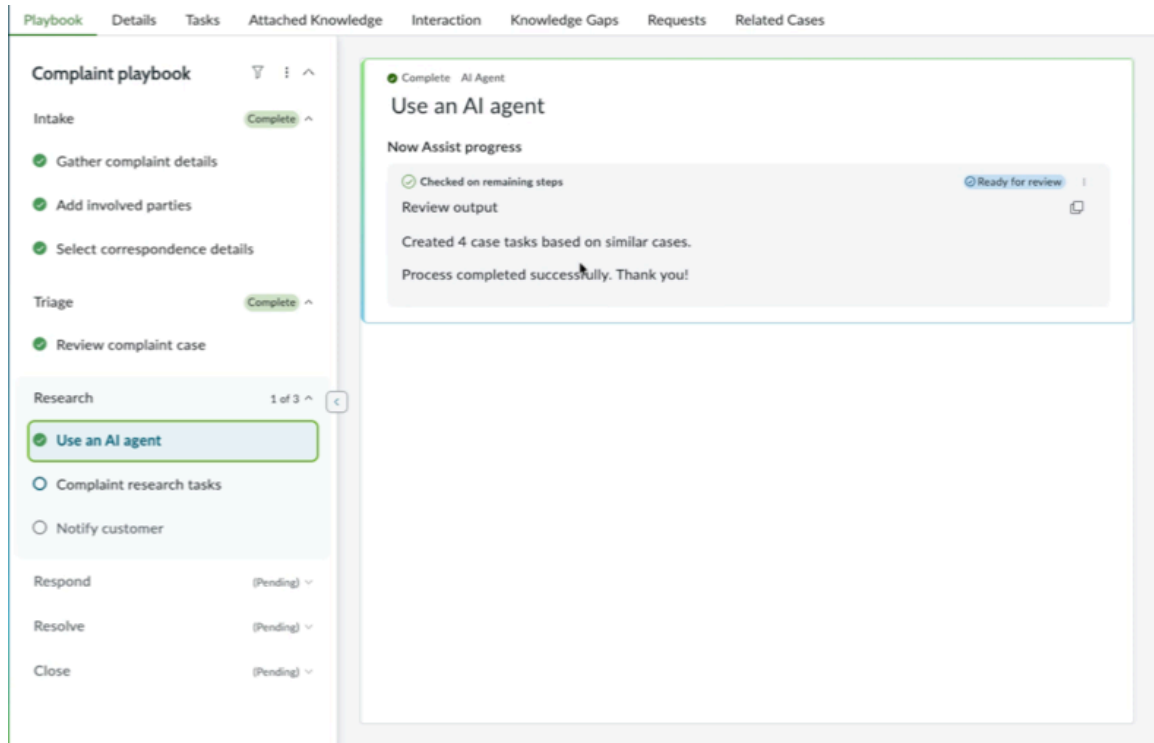 Playbook Details Tasks Attached Knowledge Interaction Knowledge Gaps Requests Related Cases
Complaint playbook
Intake Complete
Gather complaint details
Add involved parties
Select correspondence details
Triage Complete
Review complaint case
Research 1 of 3
Use an AI agent
Complaint research tasks
Notify customer
Respond (Pending)
Resolve (Pending)
Close (Pending)
Complete AI Agent
Use an AI agent
Now Assist progress
Checked on remaining steps Ready for review
Review output
Created 4 case tasks based on similar cases.
Process completed successfully. Thank you!